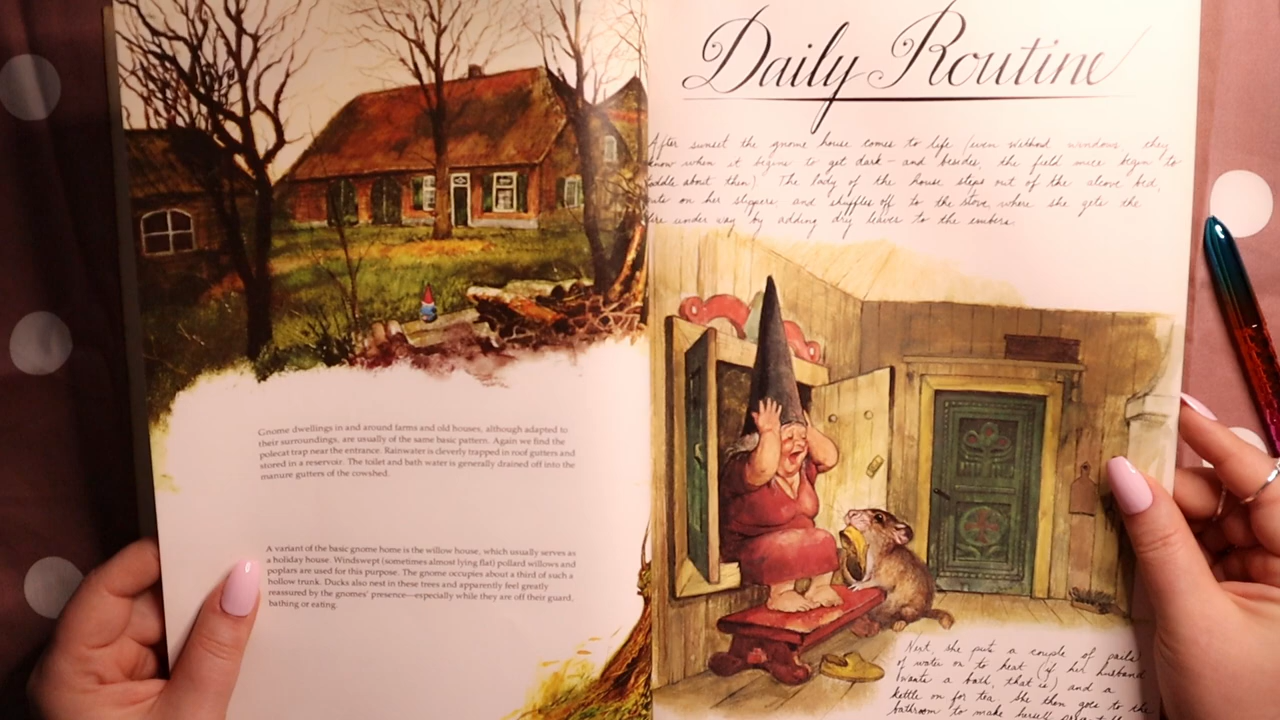 Gnome dwellings in and around farms and old houses, although adapted to
their surroundings, are usually of the same basic pattern. Again we find the
polecat trap near the entrance. Rainwater is cleverly trapped in roof gutters and
stored in a reservoir. The toilet and bath water is generally drained off into the
manure gutters of the cowshed.
A variant of the basic gnome home is the willow house, which usually serves as
a holiday house. Windswept (sometimes almost lying flat) pollard willows and
poplars are used for this purpose. The gnome occupies about a third of such a
hollow trunk. Ducks also nest in these trees and apparently feel greatly
reassured by the gnomes' presence—especially while they are off their guard,
bathing or eating.
Daily Routine
After sunset the gnome house comes to life (even without windows, they
know when it begins to get dark – and besides, the field mice begin to
about then). The lady of the house steps out of the alcove bed,
puts on her slippers, and shuffles off to the stove, where she gets the
fire under way by adding dry leaves to the embers.
Next, she puts a couple of pails
of water on to heat (if her husband
wants a bath, that is) and a
kettle on for tea. She then goes to the
bathroom to make herself